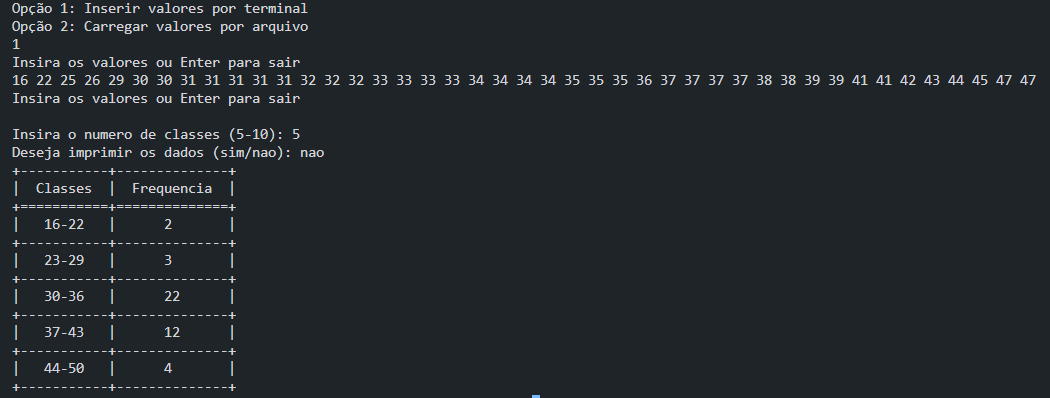 Opção 1: Inserir valores por terminal
Opção 2: Carregar valores por arquivo
1
Insira os valores ou Enter para sair
16 22 25 26 29 30 30 31 31 31 31 31 32 32 32 33 33 33 33 34 34 34 34 35 35 35 36 37 37 37 37 38 38 39 39 41 41 42 43 44 45 47 47
Insira os valores ou Enter para sair
Insira o numero de classes (5-10): 5
Deseja imprimir os dados (sim/nao): nao
+-----------+--------------+
|  Classes  |  Frequencia  |
+===========+==============+
|   16-22   |      2       |
+-----------+--------------+
|   23-29   |      3       |
+-----------+--------------+
|   30-36   |      22      |
+-----------+--------------+
|   37-43   |      12      |
+-----------+--------------+
|   44-50   |      4       |
+-----------+--------------+